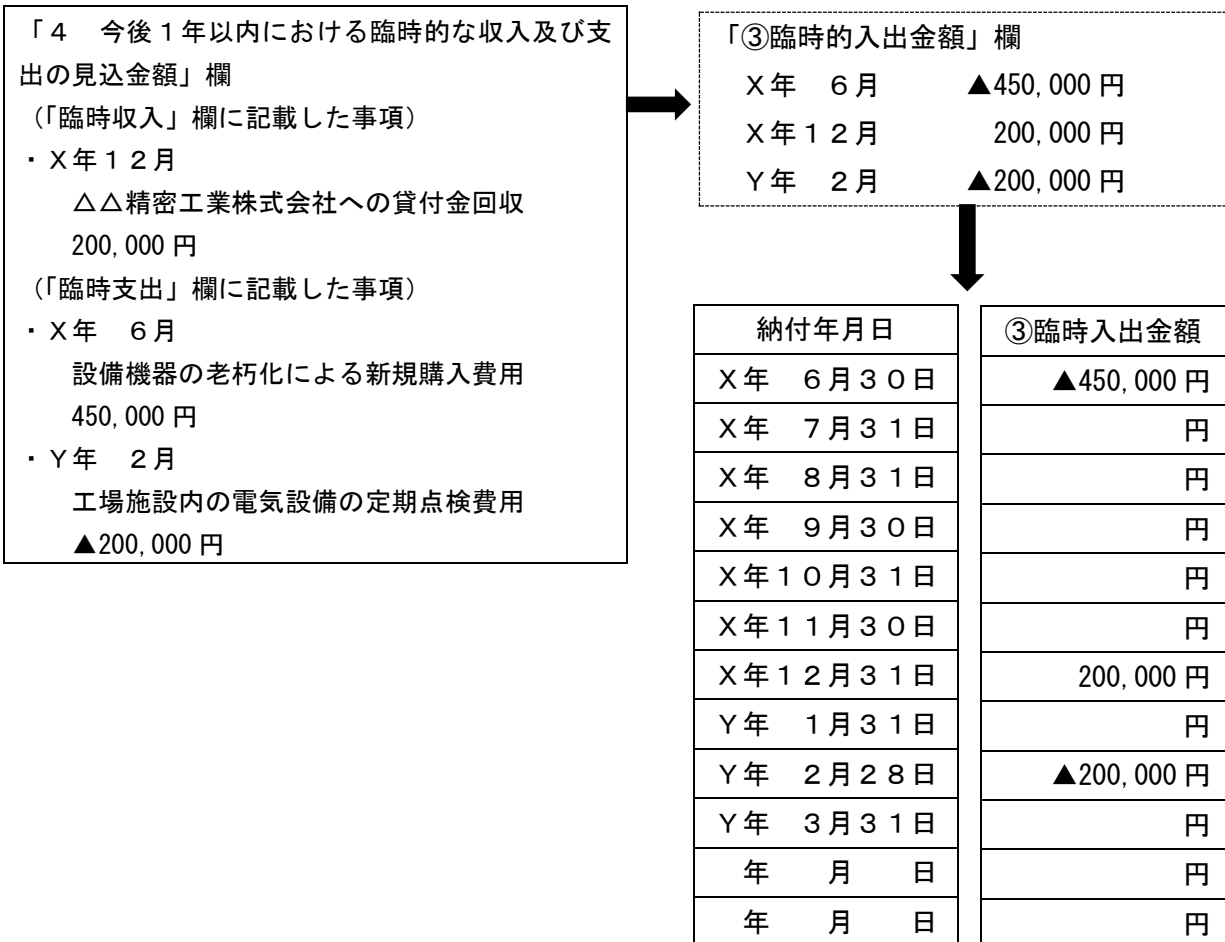 「４　今後１年以内における臨時的な収入及び支
出の見込金額」欄
（「臨時収入」欄に記載した事項）
・Ｘ年１２月
△△精密工業株式会社への貸付金回収
200,000 円
（「臨時支出」欄に記載した事項）
・Ｘ年　６月
設備機器の老朽化による新規購入費用
450,000 円
・Ｙ年　２月
工場施設内の電気設備の定期点検費用
▲200,000 円
「③臨時的入出金額」欄
Ｘ年　６月　▲450,000 円
Ｘ年１２月　200,000 円
Ｙ年　２月　▲200,000 円
納付年月日　③臨時入出金額
Ｘ年　６月３０日　▲450,000 円
Ｘ年　７月３１日　円
Ｘ年　８月３１日　円
Ｘ年　９月３０日　円
Ｘ年１０月３１日　円
Ｘ年１１月３０日　円
Ｘ年１２月３１日　200,000 円
Ｙ年　１月３１日　円
Ｙ年　２月２８日　▲200,000 円
Ｙ年　３月３１日　円
年　月　日　円
年　月　日　円